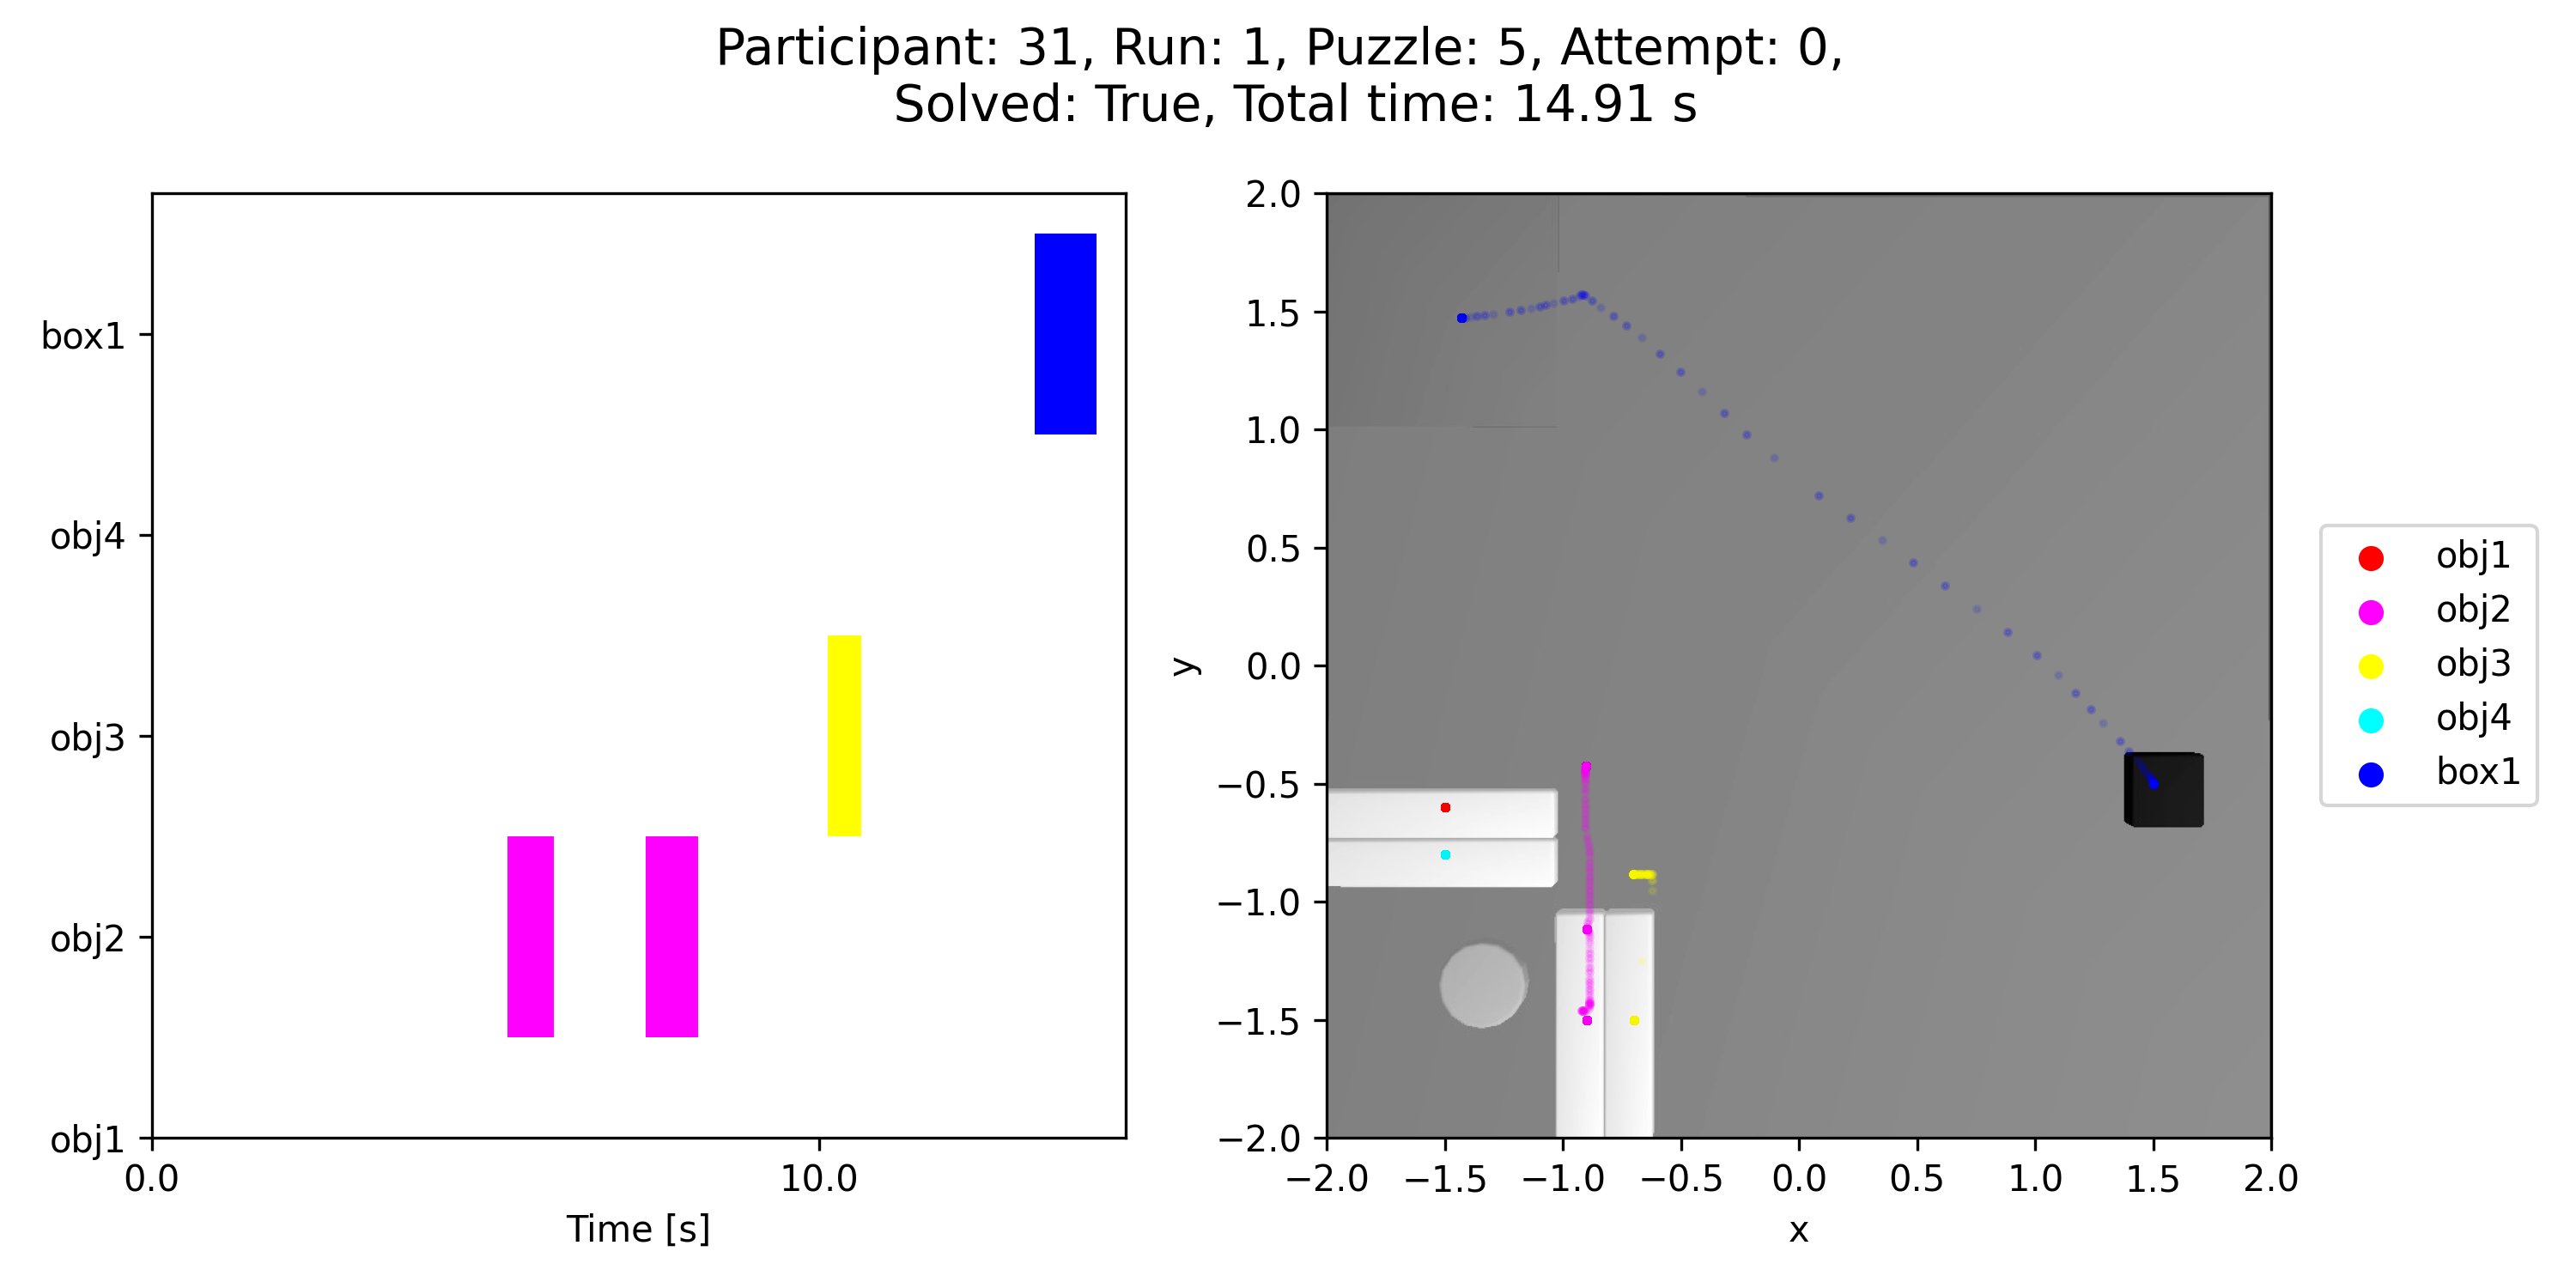 Participant: 31, Run: 1, Puzzle: 5, Attempt: 0,
Solved: True, Total time: 14.91 s
box1
obj4
obj3
obj2
obj1
0.0
10.0
Time [s]
2.0
1.5
1.0
0.5
0.0
−0.5
−1.0
−1.5
−2.0
y
−2.0
−1.5
−1.0
−0.5
0.0
0.5
1.0
1.5
2.0
x
obj1
obj2
obj3
obj4
box1